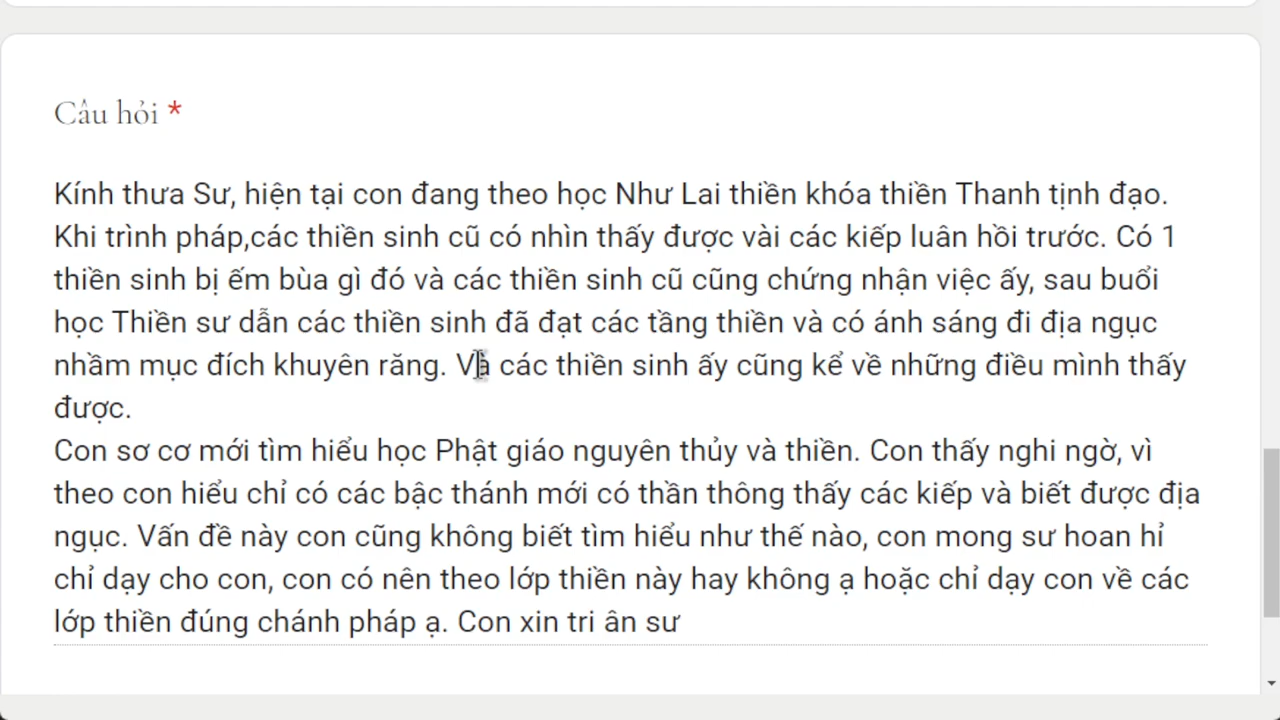 Câu hỏi *
Kính thưa Sư, hiện tại con đang theo học Như Lai thiền khóa thiền Thanh tịnh đạo.
Khi trình pháp,các thiền sinh cũ có nhìn thấy được vài các kiếp luân hồi trước. Có 1
thiền sinh bị ếm bùa gì đó và các thiền sinh cũ cũng chứng nhận việc ấy, sau buổi
học Thiền sư dẫn các thiền sinh đã đạt các tầng thiền và có ánh sáng đi địa ngục
nhầm mục đích khuyên răng. Và các thiền sinh ấy cũng kể về những điều mình thấy
được.
Con sơ cơ mới tìm hiểu học Phật giáo nguyên thủy và thiền. Con thấy nghi ngờ, vì
theo con hiểu chỉ có các bậc thánh mới có thần thông thấy các kiếp và biết được địa
ngục. Vấn đề này con cũng không biết tìm hiểu như thế nào, con mong sư hoan hỉ
chỉ dạy cho con, con có nên theo lớp thiền này hay không ạ hoặc chỉ dạy con về các
lớp thiền đúng chánh pháp ạ. Con xin tri ân sư